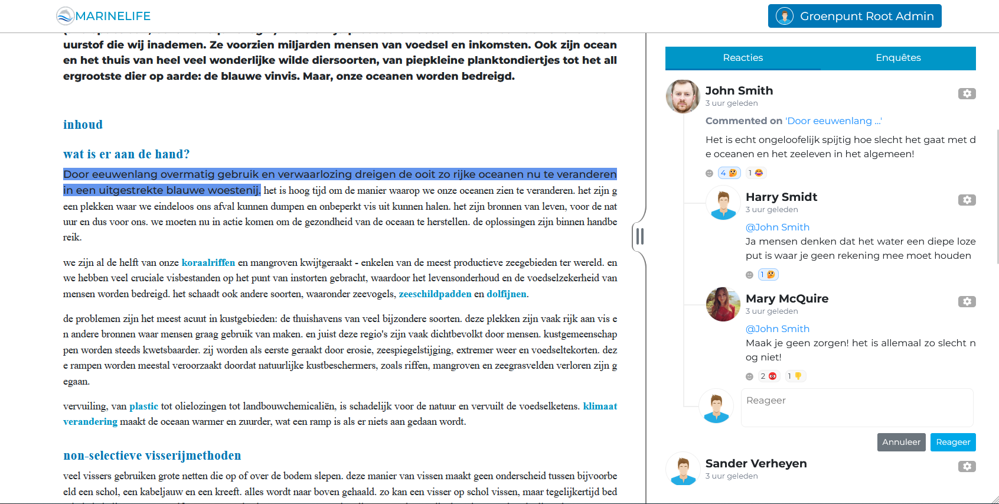 MARINELIFE
Groenpunt Root Admin
uurstof die wij inademen. Ze voorzien miljarden mensen van voedsel en inkomsten. Ook zijn ocean
en het thuis van heel veel wonderlijke wilde diersoorten, van piepkleine planktondiertjes tot het all
ergrootste dier op aarde: de blauwe vinvis. Maar, onze oceanen worden bedreigd.
inhoud
wat is er aan de hand?
Door eeuwenlang overmatig gebruik en verwaarlozing dreigen de ooit zo rijke oceanen nu te veranderen
in een uitgestrekte blauwe woestenij. het is hoog tijd om de manier waarop we onze oceanen zien te veranderen. het zijn g
een plekken waar we eindeloos ons afval kunnen dumpen en onbeperkt vis uit kunnen halen. het zijn bronnen van leven, voor de nat
uur en dus voor ons. we moeten nu in actie komen om de gezondheid van de oceaan te herstellen. de oplossingen zijn binnen handbe
reik.
we zijn al de helft van onze koraalriffen en mangroven kwijtgeraakt - enkelen van de meest productieve zeegebieden ter wereld. en
we hebben veel cruciale visbestanden op het punt van instorten gebracht, waardoor het levensonderhoud en de voedselzekerheid van
mensen worden bedreigd. het schaadt ook andere soorten, waaronder zeevogels, zeeschildpadden en dolfijnen.
de problemen zijn het meest acuut in kustgebieden: de thuishavens van veel bijzondere soorten. deze plekken zijn vaak rijk aan vis e
n andere bronnen waar mensen graag gebruik van maken. en juist deze regio's zijn vaak dichtbevolkt door mensen. kustgemeenschap
pen worden steeds kwetsbaarder. zij worden als eerste geraakt door erosie, zeespiegelstijging, extremer weer en voedseltekorten. dez
e rampen worden meestal veroorzaakt doordat natuurlijke kustbeschermers, zoals riffen, mangroven en zeegrasvelden verloren zijn g
egaan.
vervuiling, van plastic tot olielozingen tot landbouwchemicaliën, is schadelijk voor de natuur en vervuilt de voedselketens. klimaat
verandering maakt de oceaan warmer en zuurder, wat een ramp is als er niets aan gedaan wordt.
non-selectieve visserijmethoden
veel vissers gebruiken grote netten die op of over de bodem slepen. deze manier van vissen maakt geen onderscheid tussen bijvoorbe
eld een schol, een kabeljauw en een kreeft. alles wordt naar boven gehaald. zo kan een visser op schol vissen, maar tegelijkertijd bed
Reacties
Enquêtes
John Smith
3 uur geleden
Commented on 'Door eeuwenlang ...'
Het is echt ongeloofelijk spijtig hoe slecht het gaat met d
e oceanen en het zeeleven in het algemeen!
4 1
Harry Smidt
3 uur geleden
@John Smith
Ja mensen denken dat het water een diepe loze
put is waar je geen rekening mee moet houden
1
Mary McQuire
3 uur geleden
@John Smith
Maak je geen zorgen! het is allemaal zo slecht n
og niet!
2 1
Reageer
Annuleer
Reageer
Sander Verheyen
3 uur geleden